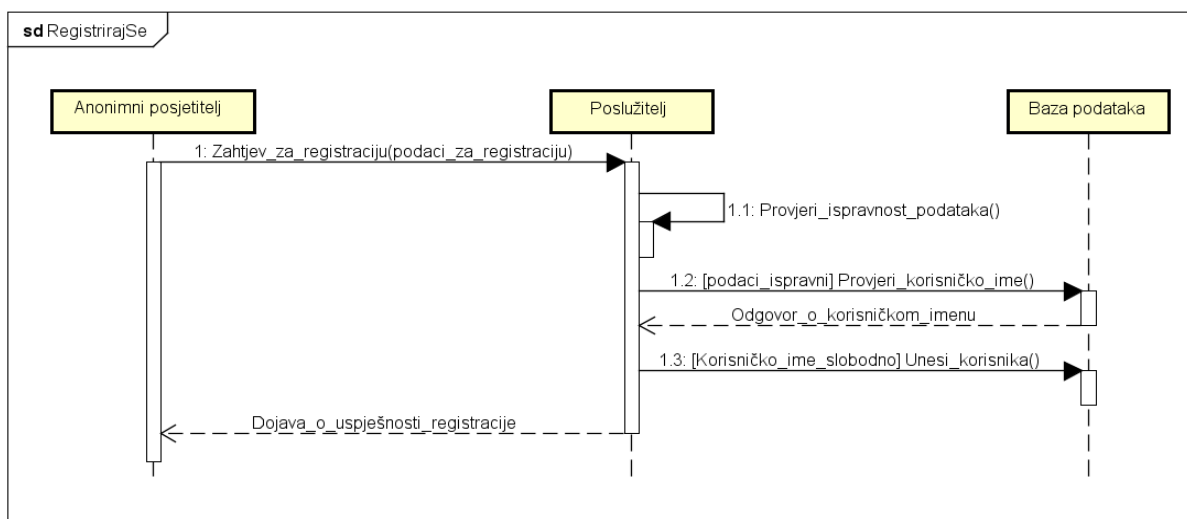 sd RegistrirajSe
Anonimni posjetitelj
Poslužitelj
Baza podataka
1: Zahtjev_za_registraciju(podaci_za_registraciju)
1.1: Provjeri_ispravnost_podataka()
1.2: [podaci_ispravni] Provjeri_korisničko_ime()
Odgovor_o_korisničkom_imenu
1.3: [Korisničko_ime_slobodno] Unesi_korisnika()
Dojava_o_uspješnosti_registracije